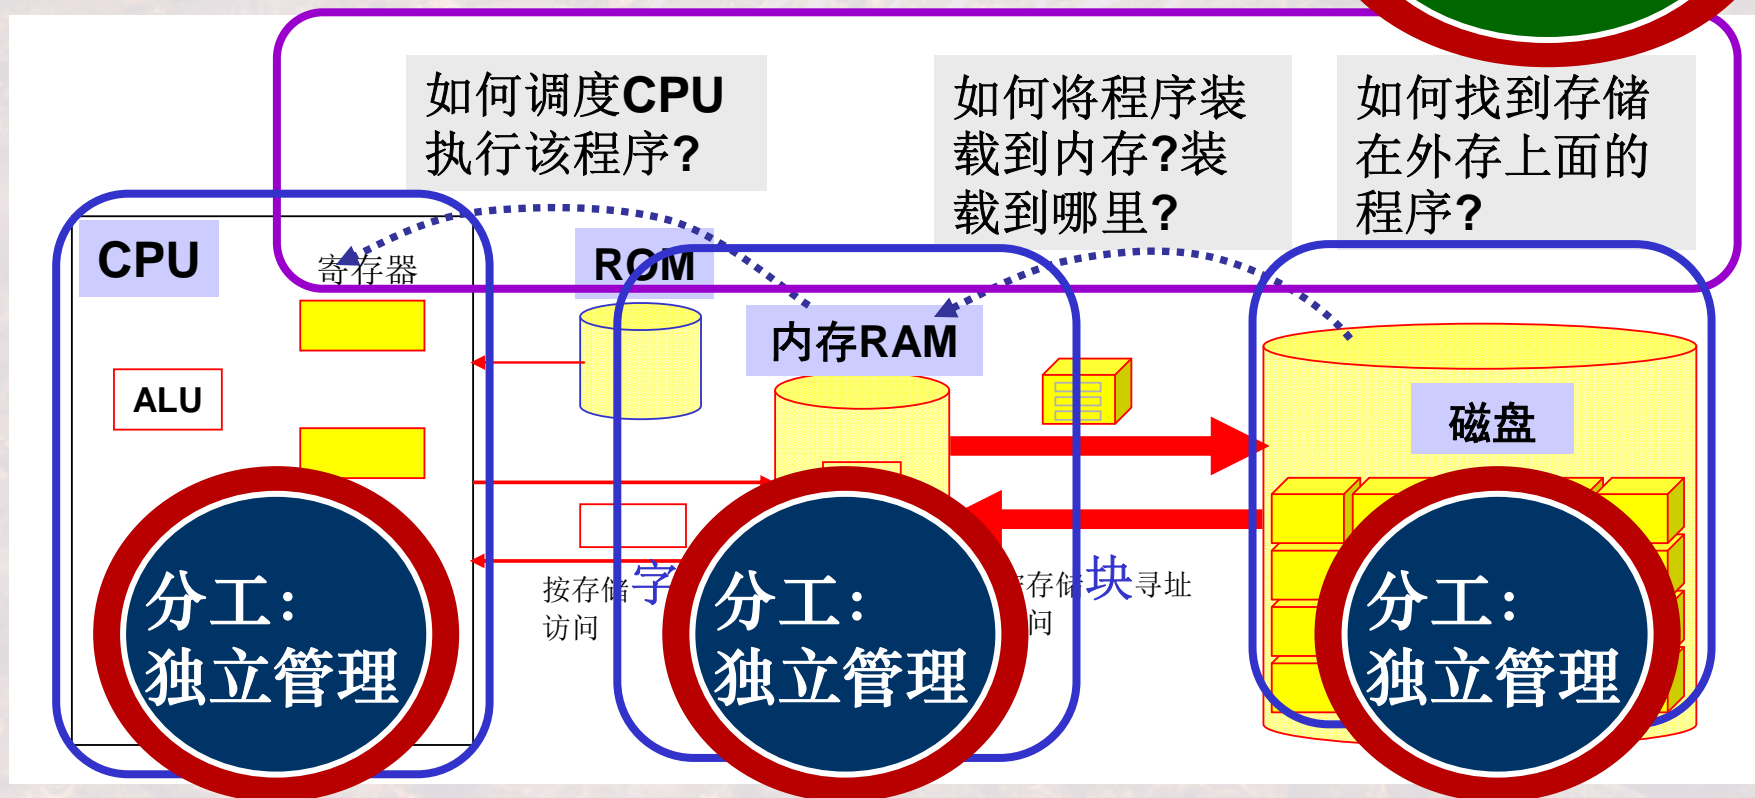 如何调度CPU
执行该程序?
如何将程序装
载到内存?装
载到哪里?
如何找到存储
在外存上面的
程序?
CPU
寄存器
ROM
内存RAM
ALU
磁盘
按存储字
访问
存储块寻址
问
分工:
独立管理
分工:
独立管理
分工:
独立管理